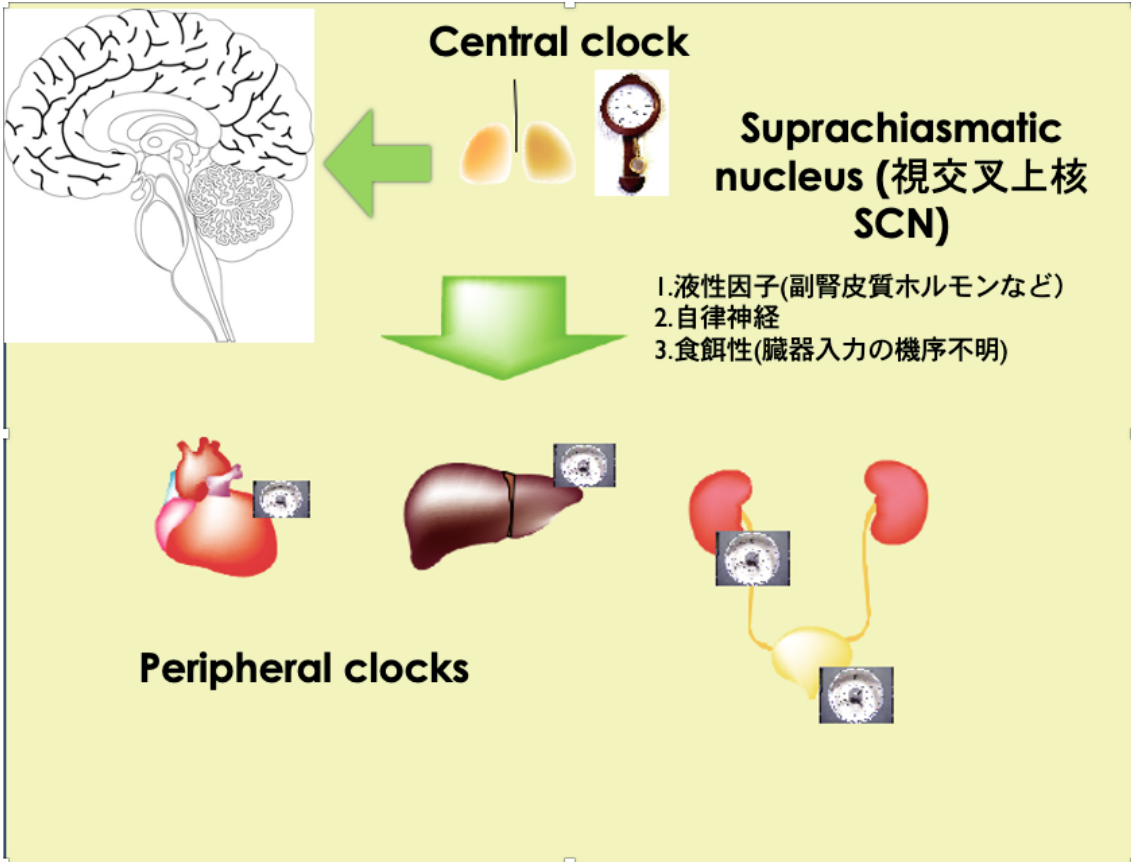 Central clock
Suprachiasmatic
nucleus (視交叉上核
SCN)
1.液性因子(副腎皮質ホルモンなど）
2.自律神経
3.食餌性(臓器入力の機序不明)
Peripheral clocks